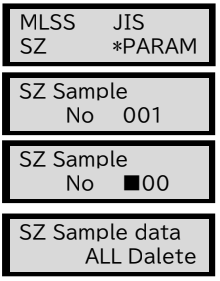 MLSS JIS
SZ *PARAM
SZ Sample
No 001
SZ Sample
No ■00
SZ Sample data
ALL Dalete